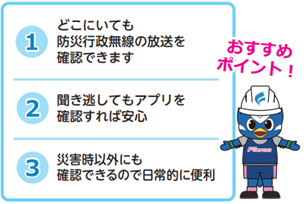 1 どこにいても
防災行政無線の放送を
確認できます
おすすめ
ポイント!
2 聞き逃してもアプリを
確認すれば安心
3 災害時以外にも
確認できるので日常的に便利